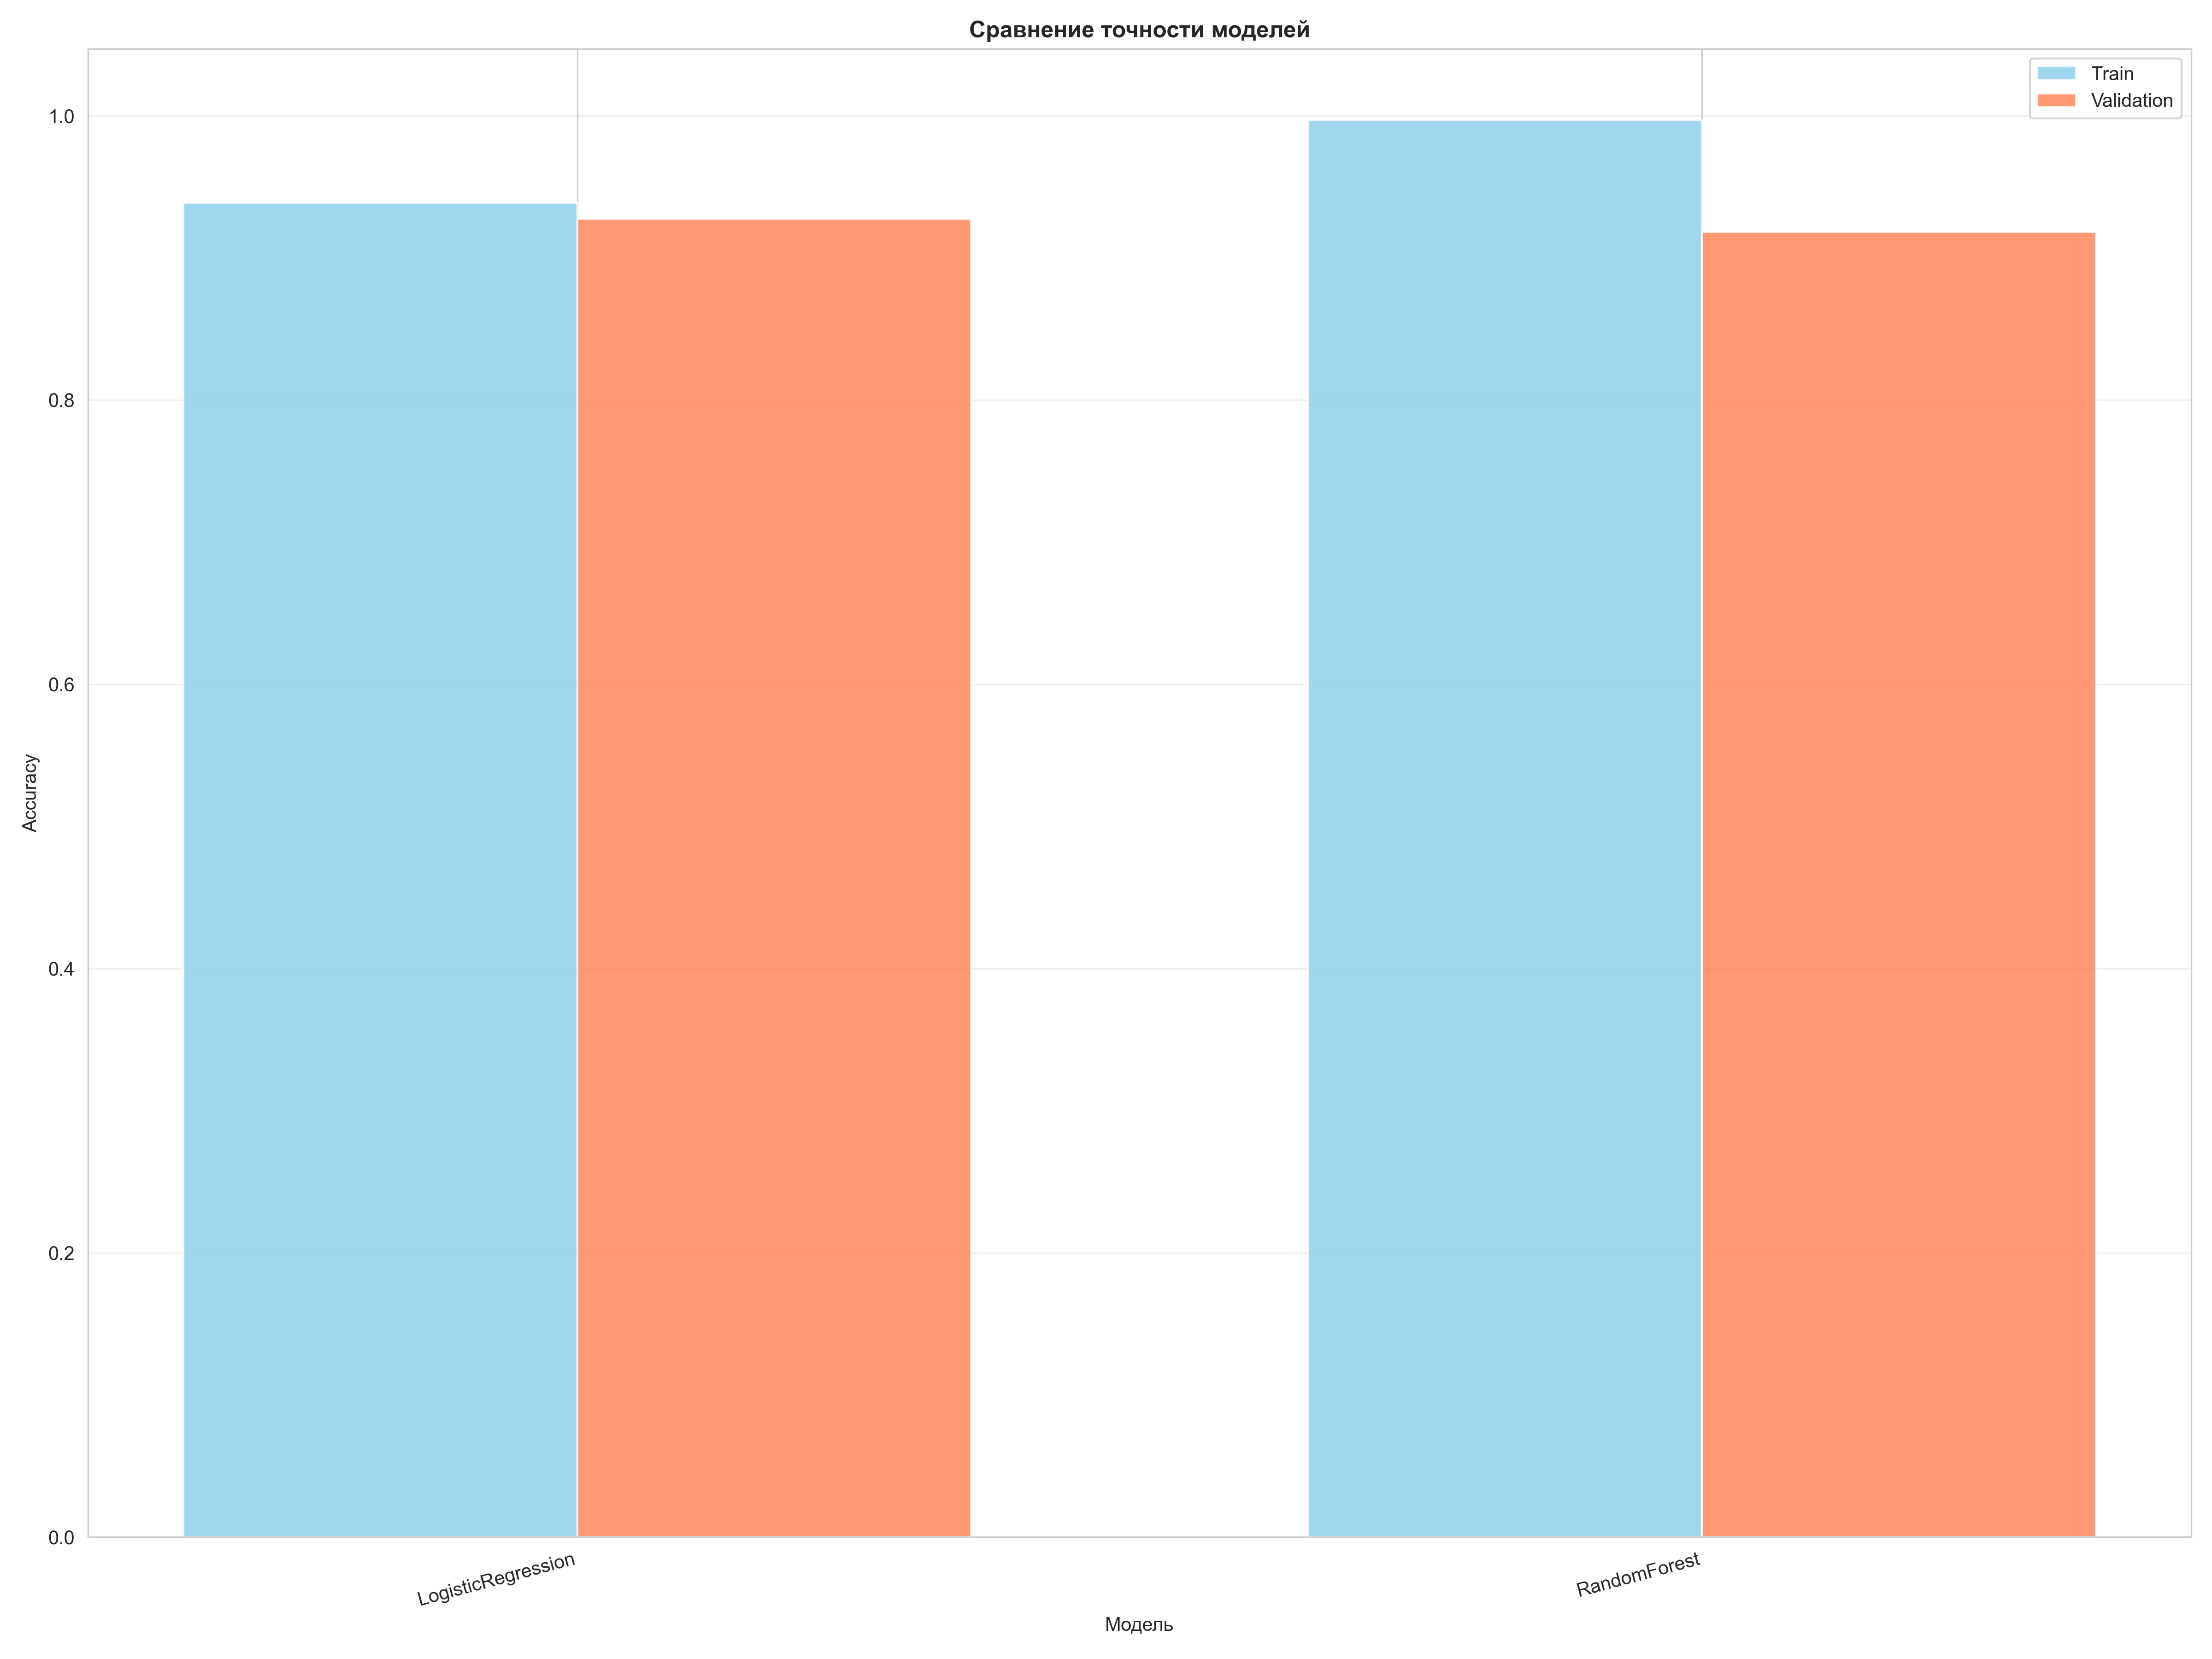 Сравнение точности моделей
Train
Validation
1.0
0.8
0.6
0.4
0.2
0.0
Accuracy
LogisticRegression
RandomForest
Модель